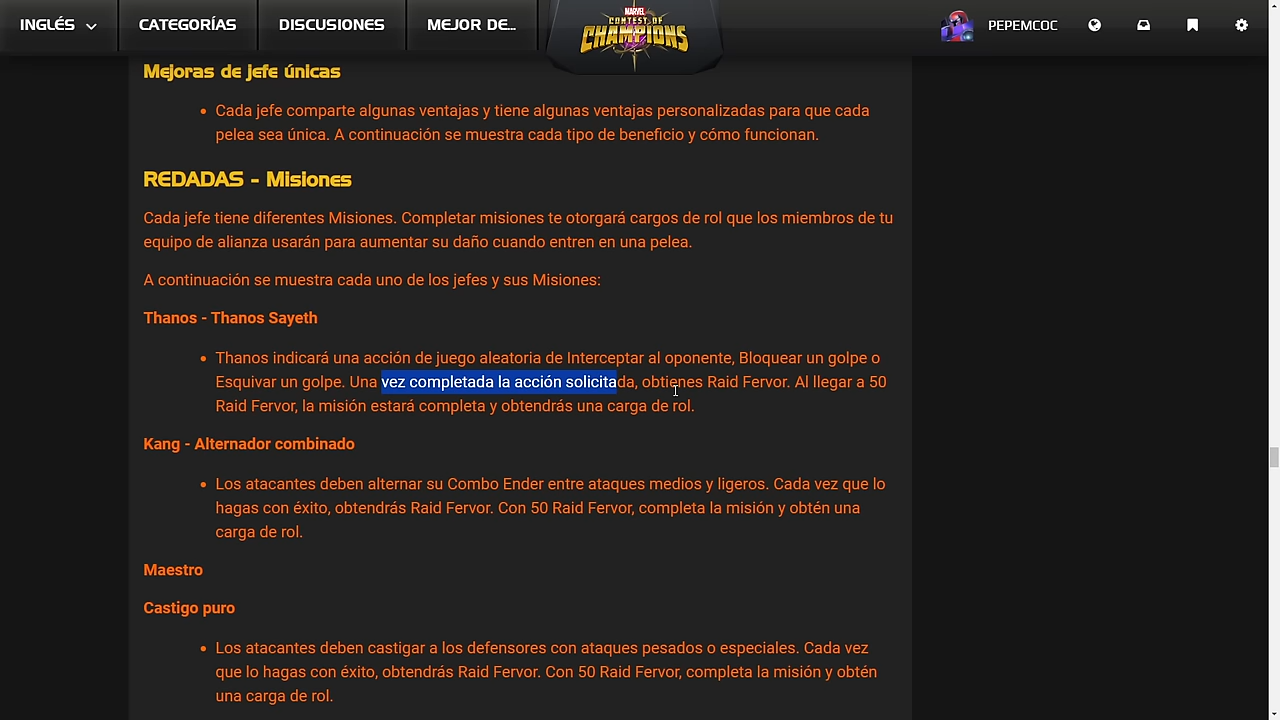 INGLÉS CATEGORÍAS DISCUSIONES MEJOR DE... MARVEL CONTEST OF CHAMPIONS PEPEMCOC
Mejoras de jefe únicas
• Cada jefe comparte algunas ventajas y tiene algunas ventajas personalizadas para que cada
pelea sea única. A continuación se muestra cada tipo de beneficio y cómo funcionan.
REDADAS - Misiones
Cada jefe tiene diferentes Misiones. Completar misiones te otorgará cargos de rol que los miembros de tu
equipo de alianza usarán para aumentar su daño cuando entren en una pelea.
A continuación se muestra cada uno de los jefes y sus Misiones:
Thanos - Thanos Sayeth
• Thanos indicará una acción de juego aleatoria de Interceptar al oponente, Bloquear un golpe o
Esquivar un golpe. Una vez completada la acción solicitada, obtienes Raid Fervor. Al llegar a 50
Raid Fervor, la misión estará completa y obtendrás una carga de rol.
Kang - Alternador combinado
• Los atacantes deben alternar su Combo Ender entre ataques medios y ligeros. Cada vez que lo
hagas con éxito, obtendrás Raid Fervor. Con 50 Raid Fervor, completa la misión y obtén una
carga de rol.
Maestro
Castigo puro
• Los atacantes deben castigar a los defensores con ataques pesados o especiales. Cada vez
que lo hagas con éxito, obtendrás Raid Fervor. Con 50 Raid Fervor, completa la misión y obtén
una carga de rol.